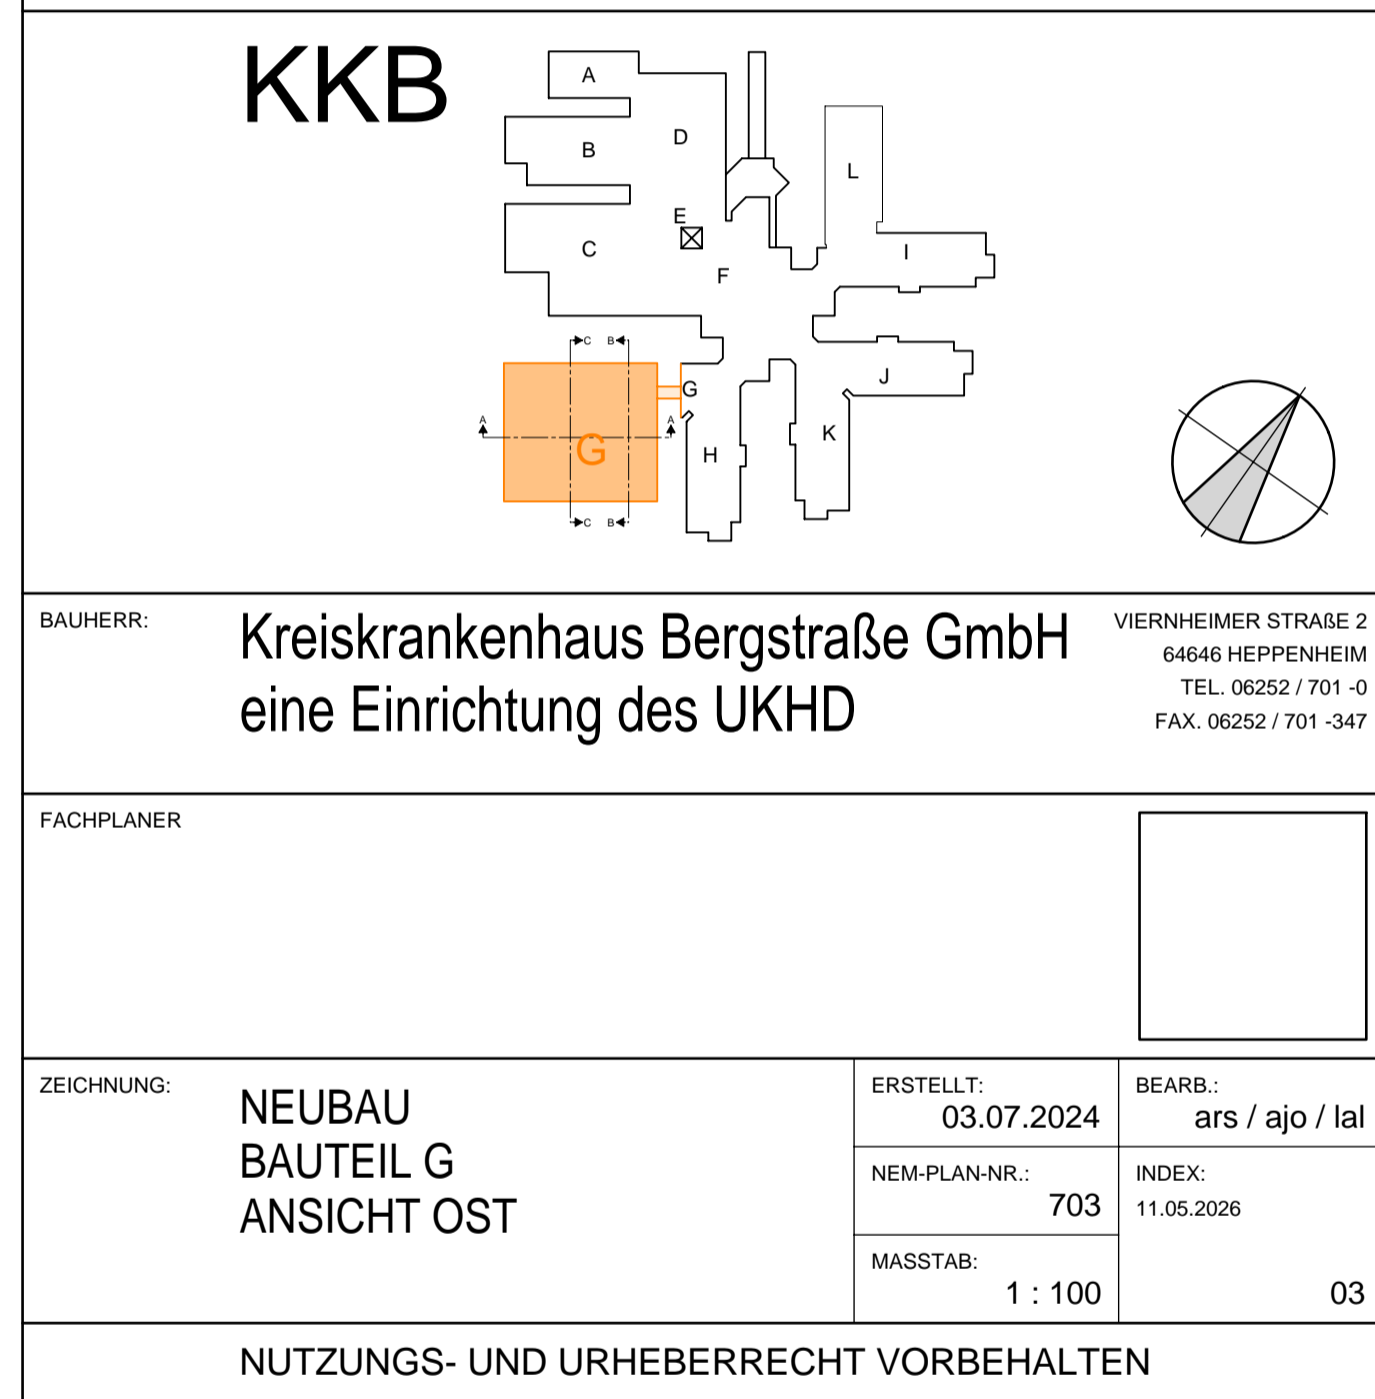 KKB
A
B
D
L
E
C
F
I
C B
G
J
A A
G
K
H
C B
BAUHERR:
Kreiskrankenhaus Bergstraße GmbH
eine Einrichtung des UKHD
VIERNHEIMER STRAßE 2
64646 HEPPENHEIM
TEL. 06252 / 701 -0
FAX. 06252 / 701 -347
FACHPLANER
ZEICHNUNG:
NEUBAU
BAUTEIL G
ANSICHT OST
ERSTELLT:
03.07.2024
BEARB.:
ars / ajo / lal
NEM-PLAN-NR.:
703
INDEX:
11.05.2026
MASSTAB:
1 : 100
03
NUTZUNGS- UND URHEBERRECHT VORBEHALTEN